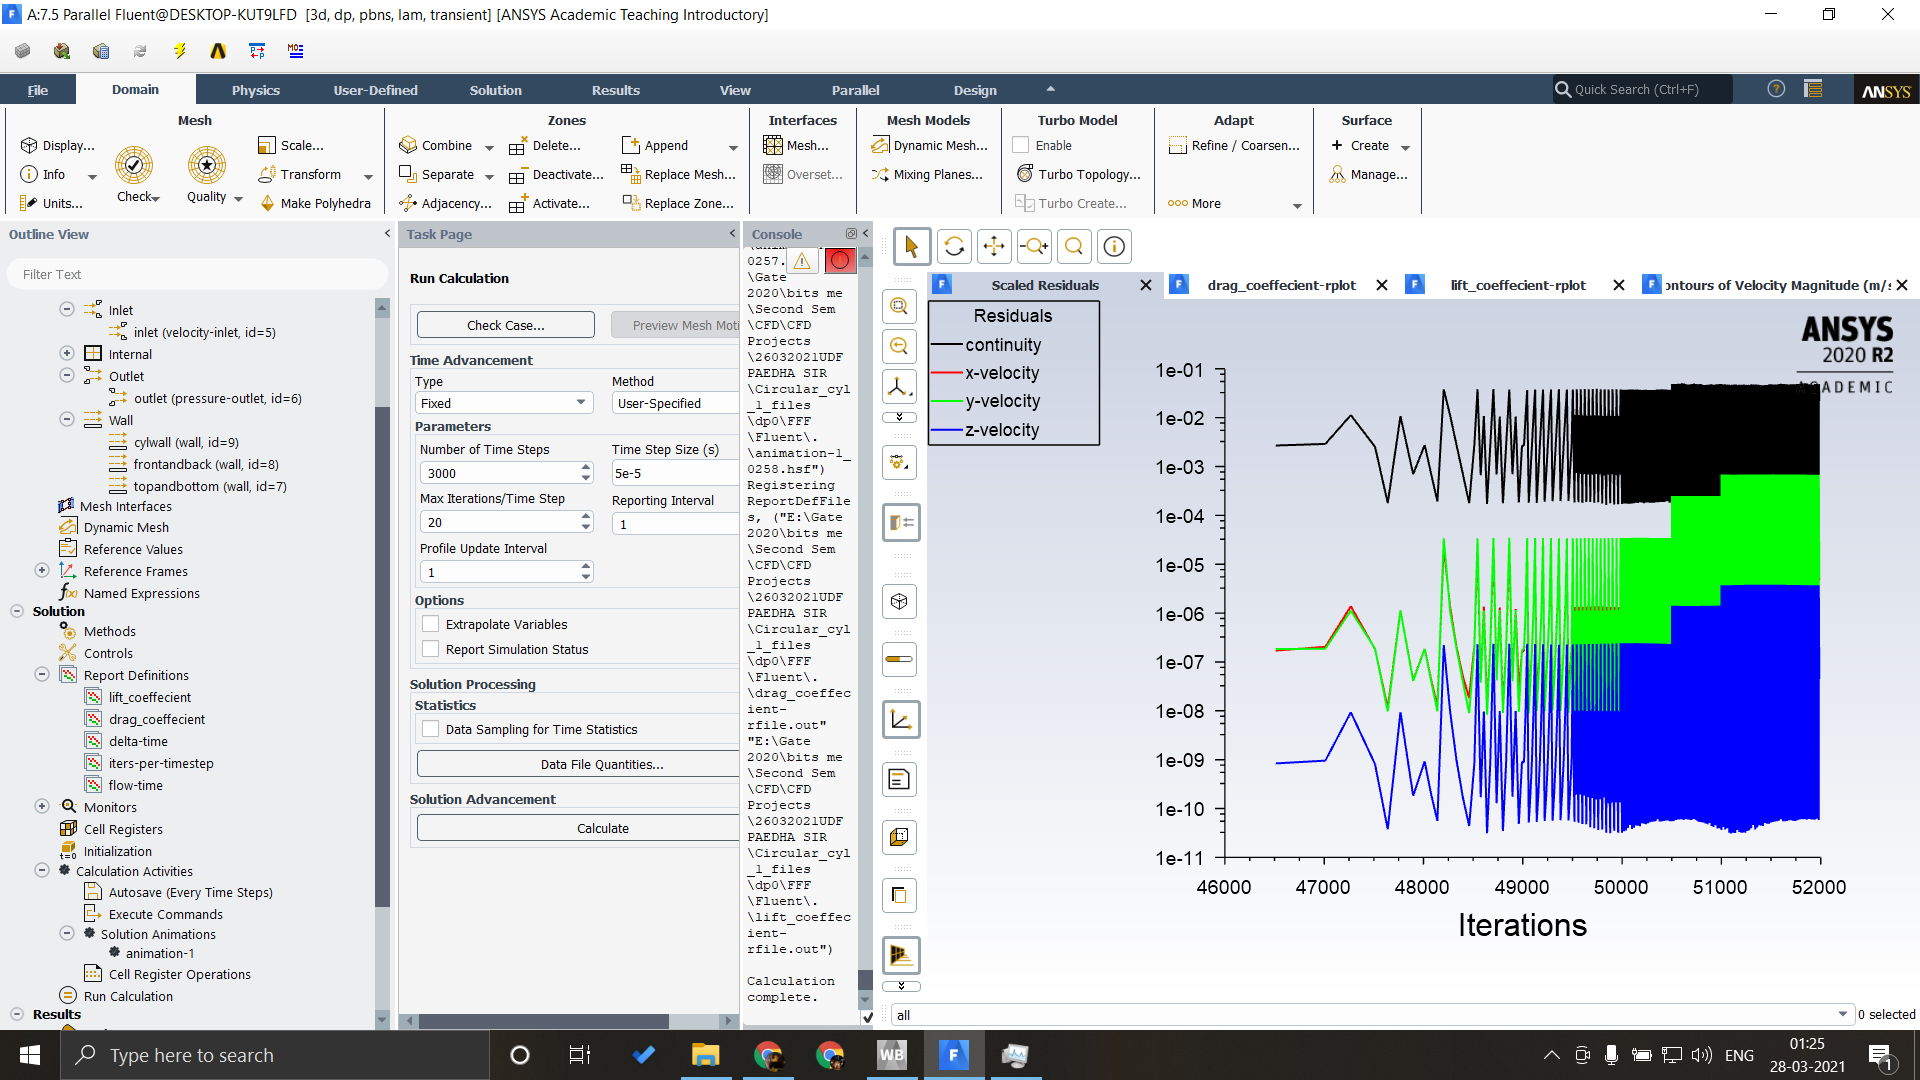 A:7.5 Parallel Fluent@DESKTOP-KUT9LFD [3d, dp, pbns, lam, transient] [ANSYS Academic Teaching Introductory]
File Domain Physics User-Defined Solution Results View Parallel Design Quick Search (Ctrl+F) ANSYS
Mesh Zones Interfaces Mesh Models Turbo Model Adapt Surface
Display... Scale... Combine Delete... Append Mesh... Dynamic Mesh... Enable Refine / Coarsen... Create
Info Transform Separate Deactivate... Replace Mesh... Overset... Mixing Planes... Turbo Topology... Manage...
Check Quality
Units... Make Polyhedra Adjacency... Activate... Replace Zone... Turbo Create... More
Outline View
Filter Text
Inlet
inlet (velocity-inlet, id=5)
Internal
Outlet
outlet (pressure-outlet, id=6)
Wall
cylwall (wall, id=9)
frontandback (wall, id=8)
topandbottom (wall, id=7)
Mesh Interfaces
Dynamic Mesh
Reference Values
Reference Frames
Named Expressions
Solution
Methods
Controls
Report Definitions
lift_coeffecient
drag_coeffecient
delta-time
iters-per-timestep
flow-time
Monitors
Cell Registers
Initialization
Calculation Activities
Autosave (Every Time Steps)
Execute Commands
Solution Animations
animation-1
Cell Register Operations
Run Calculation
Results
Task Page
Run Calculation
Check Case... Preview Mesh Moti
Time Advancement
Type Method
Fixed User-Specified
Parameters
Number of Time Steps Time Step Size (s)
3000 5e-5
Max Iterations/Time Step Reporting Interval
20 1
Profile Update Interval
1
Options
Extrapolate Variables
Report Simulation Status
Solution Processing
Statistics
Data Sampling for Time Statistics
Data File Quantities...
Solution Advancement
Calculate
Console
0257.
\Gate
2020\bits me
\Second Sem
\CFD\CFD
Projects
\26032021UDF
PAEDHA SIR
\Circular_cyl
_1_files
\dp0\FFF
\Fluent\.
\animation-1_
0258.hsf")
Registering
ReportDefFile
s, ("E:\Gate
2020\bits me
\Second Sem
\CFD\CFD
Projects
\26032021UDF
PAEDHA SIR
\Circular_cyl
_1_files
\dp0\FFF
\Fluent\.
\drag_coeffec
ient-
rfile.out"
"E:\Gate
2020\bits me
\Second Sem
\CFD\CFD
Projects
\26032021UDF
PAEDHA SIR
\Circular_cyl
_1_files
\dp0\FFF
\Fluent\.
\lift_coeffec
ient-
rfile.out")
Calculation
complete.
Scaled Residuals drag_coeffecient-rplot lift_coeffecient-rplot ontours of Velocity Magnitude (m/s
Residuals
continuity
x-velocity
y-velocity
z-velocity
ANSYS
2020 R2
ACADEMIC
1e-01
1e-02
1e-03
1e-04
1e-05
1e-06
1e-07
1e-08
1e-09
1e-10
1e-11
46000 47000 48000 49000 50000 51000 52000
Iterations
all 0 selected
Type here to search
WB
ENG
01:25
28-03-2021
1